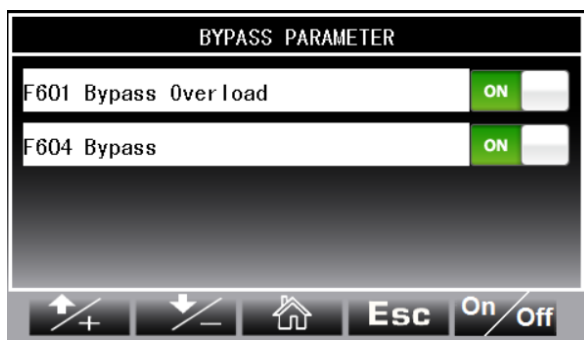 BYPASS PARAMETER
F601 Bypass Overload ON
F604 Bypass ON
/+ /− Esc On/Off